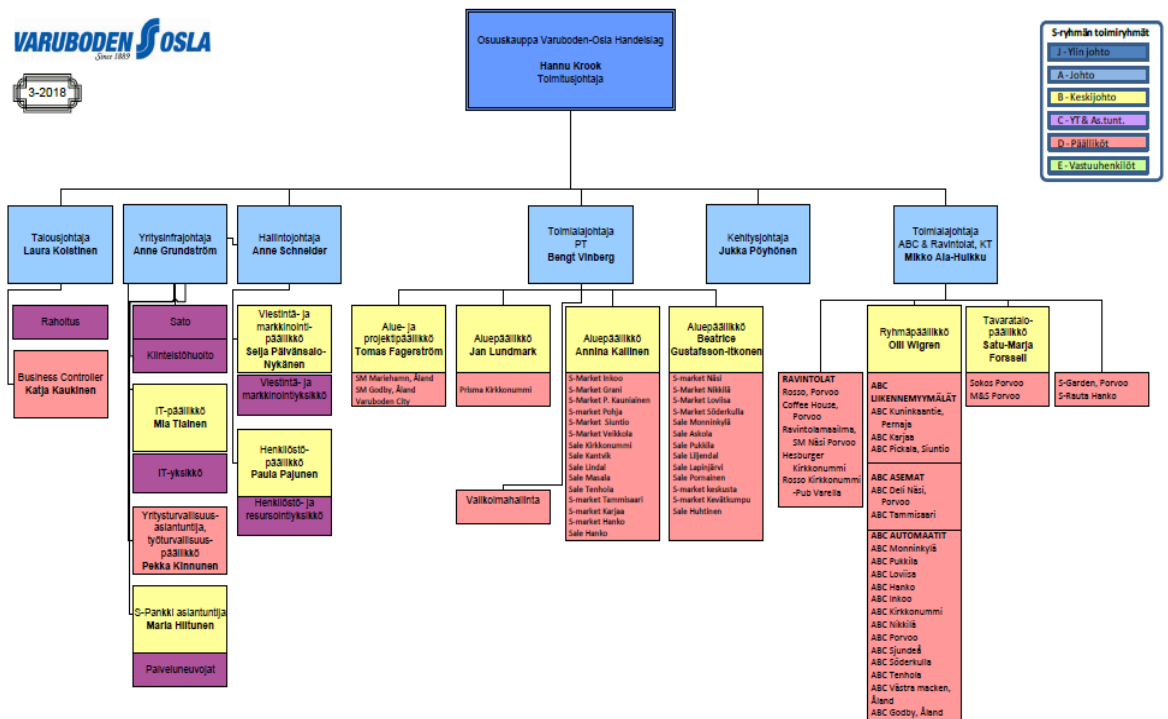 VARUBODEN OSLA
Since 1889
3-2018
Osuuskauppa Varuboden-Osla Handelslag
Hannu Krook
Toimitusjohtaja
S-ryhmän toimiryhmät
J - Ylin johto
A - Johto
B - Keskijohto
C - YT & As.tunt.
D - Päälliköt
E - Vastuuhenkilöt
Talousjohtaja
Laura Koistinen
Yritysinfrajohtaja
Anne Grundström
Hallintojohtaja
Anne Schneider
Toimialajohtaja
PT
Bengt Vinberg
Kehitysjohtaja
Jukka Pöyhönen
Toimialajohtaja
ABC & Ravintolat, KT
Mikko Ala-Hulkku
Rahoitus
Business Controller
Katja Kaukinen
Sato
Kiinteistöhuolto
IT-päällikkö
Mia Tiainen
IT-yksikkö
Yritysturvallisuus-
asiantuntija,
työturvallisuus-
päällikkö
Pekka Kinnunen
S-Pankki asiantuntija
Maria Hiltunen
Palveluneuvojat
Viestintä- ja
markkinointi-
päällikkö
Seija Päivänsalo-
Nykänen
Viestintä- ja
markkinointiyksikkö
Henkilöstö-
päällikkö
Paula Pajunen
Henkilöstö- ja
resursointiyksikkö
Alue- ja
projektipäällikkö
Tomas Fagerström
SM Mariehamn, Åland
SM Godby, Åland
Varuboden City
Aluepäällikkö
Jan Lundmark
Prisma Kirkkonummi
Valikoimahallinta
Aluepäällikkö
Annina Kallinen
S-Market Inkoo
S-Market Grani
S-Market P. Kauniainen
S-market Pohja
S-Market Siuntio
S-Market Veikkola
Sale Kirkkonummi
Sale Kantvik
Sale Lindal
Sale Masala
Sale Tenhola
S-market Tammisaari
S-market Karjaa
S-market Hanko
Sale Hanko
Aluepäällikkö
Beatrice
Gustafsson-Itkonen
S-market Näsi
S-Market Nikkilä
S-Market Loviisa
S-Market Söderkulla
Sale Monninkylä
Sale Askola
Sale Pukkila
Sale Liljendal
Sale Lapinjärvi
Sale Pornainen
S-market keskusta
S-market Kevätkumpu
Sale Huhtinen
RAVINTOLAT
Rosso, Porvoo
Coffee House,
Porvoo
Ravintolamaailma,
SM Näsi Porvoo
Hesburger
Kirkkonummi
Rosso Kirkkonummi
-Pub Varella
Ryhmäpäällikkö
Olli Wigren
ABC
LIIKENNEMYYMÄLÄT
ABC Kuninkaantie,
Pernaja
ABC Karjaa
ABC Pickala, Siuntio
ABC ASEMAT
ABC Deli Näsi,
Porvoo
ABC Tammisaari
ABC AUTOMAATIT
ABC Monninkylä
ABC Pukkila
ABC Loviisa
ABC Hanko
ABC Inkoo
ABC Kirkkonummi
ABC Nikkilä
ABC Porvoo
ABC Sjundeå
ABC Söderkulla
ABC Tenhola
ABC Västra macken,
Åland
ABC Godby, Åland
Tavaratalo-
päällikkö
Satu-Marja
Forssell
Sokos Porvoo
M&S Porvoo
S-Garden, Porvoo
S-Rauta Hanko